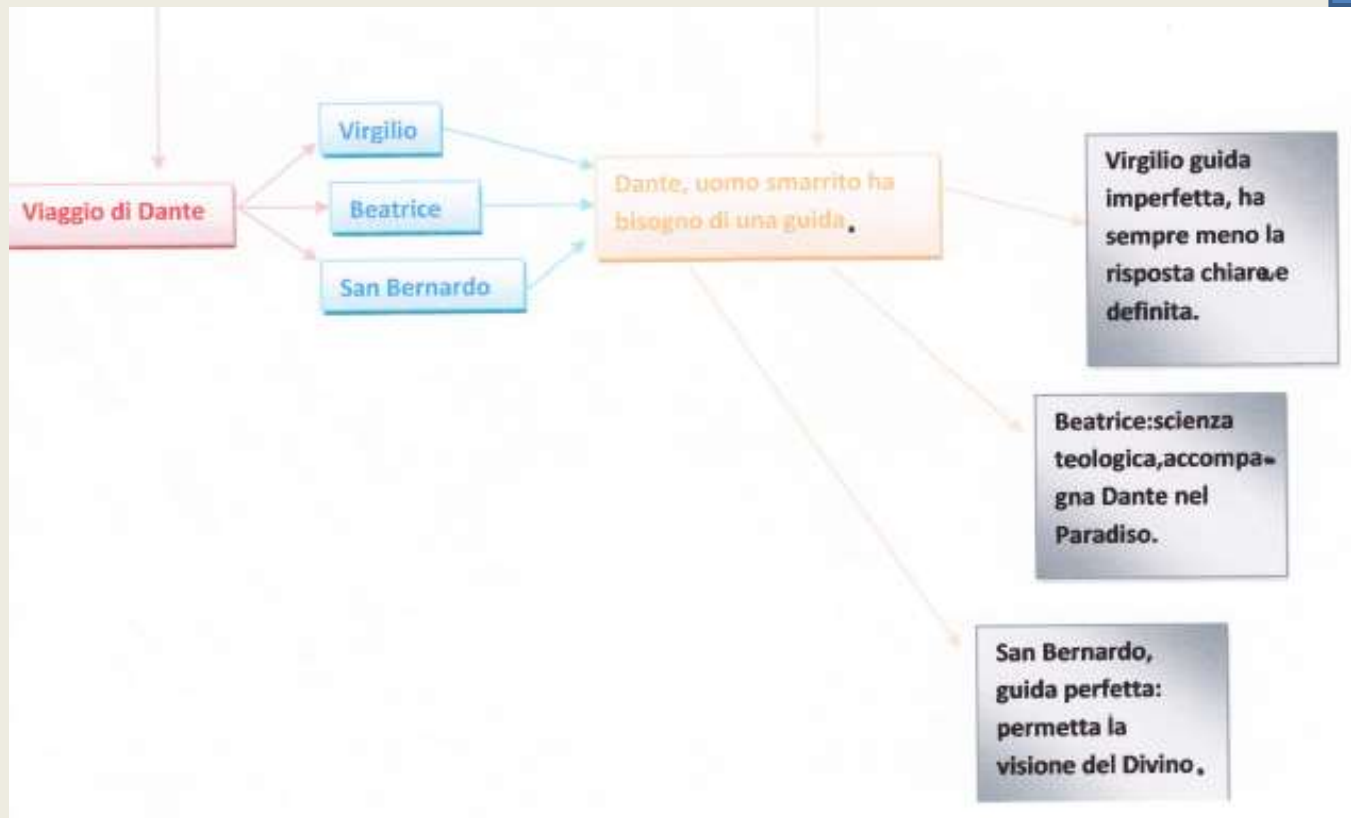 Viaggio di Dante
Virgilio
Beatrice
San Bernardo
Dante, uomo smarrito ha
bisogno di una guida.
Virgilio guida
imperfetta, ha
sempre meno la
risposta chiara,e
definita.
Beatrice:scienza
teologica,accompa-
gna Dante nel
Paradiso.
San Bernardo,
guida perfetta:
permetta la
visione del Divino.